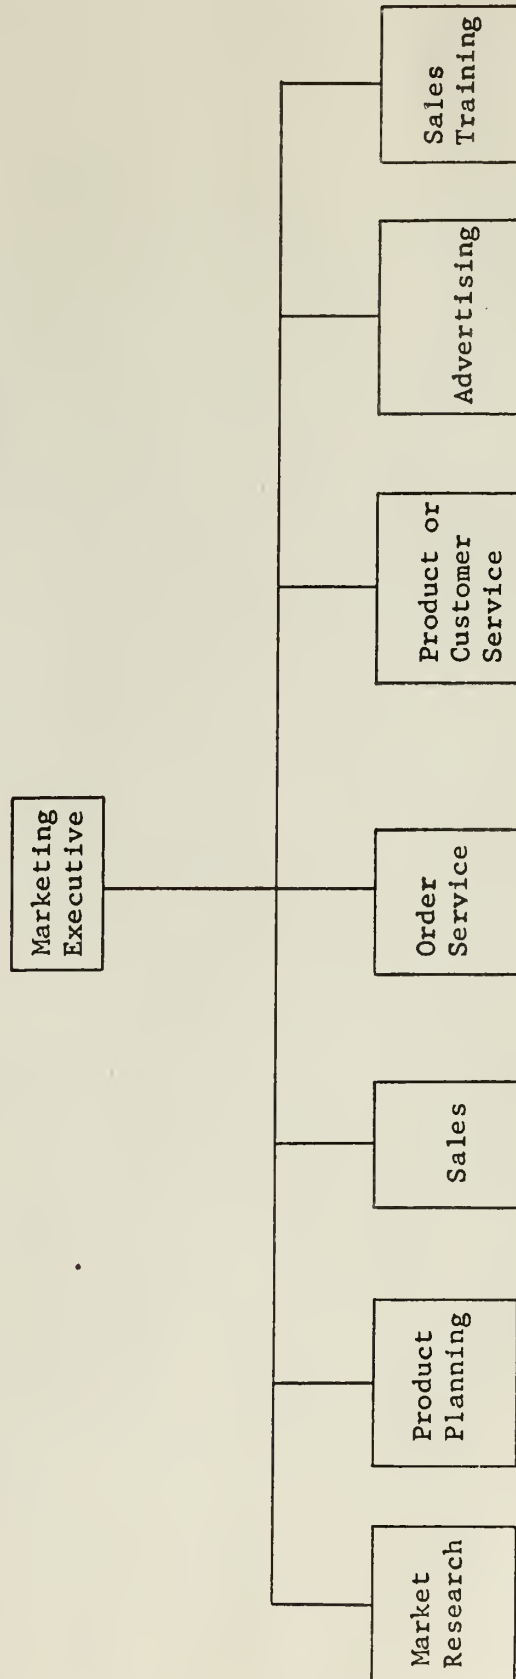 Marketing
Executive
Market
Research
Product
Planning
Sales
Order
Service
Product or
Customer
Service
Advertising
Sales
Training